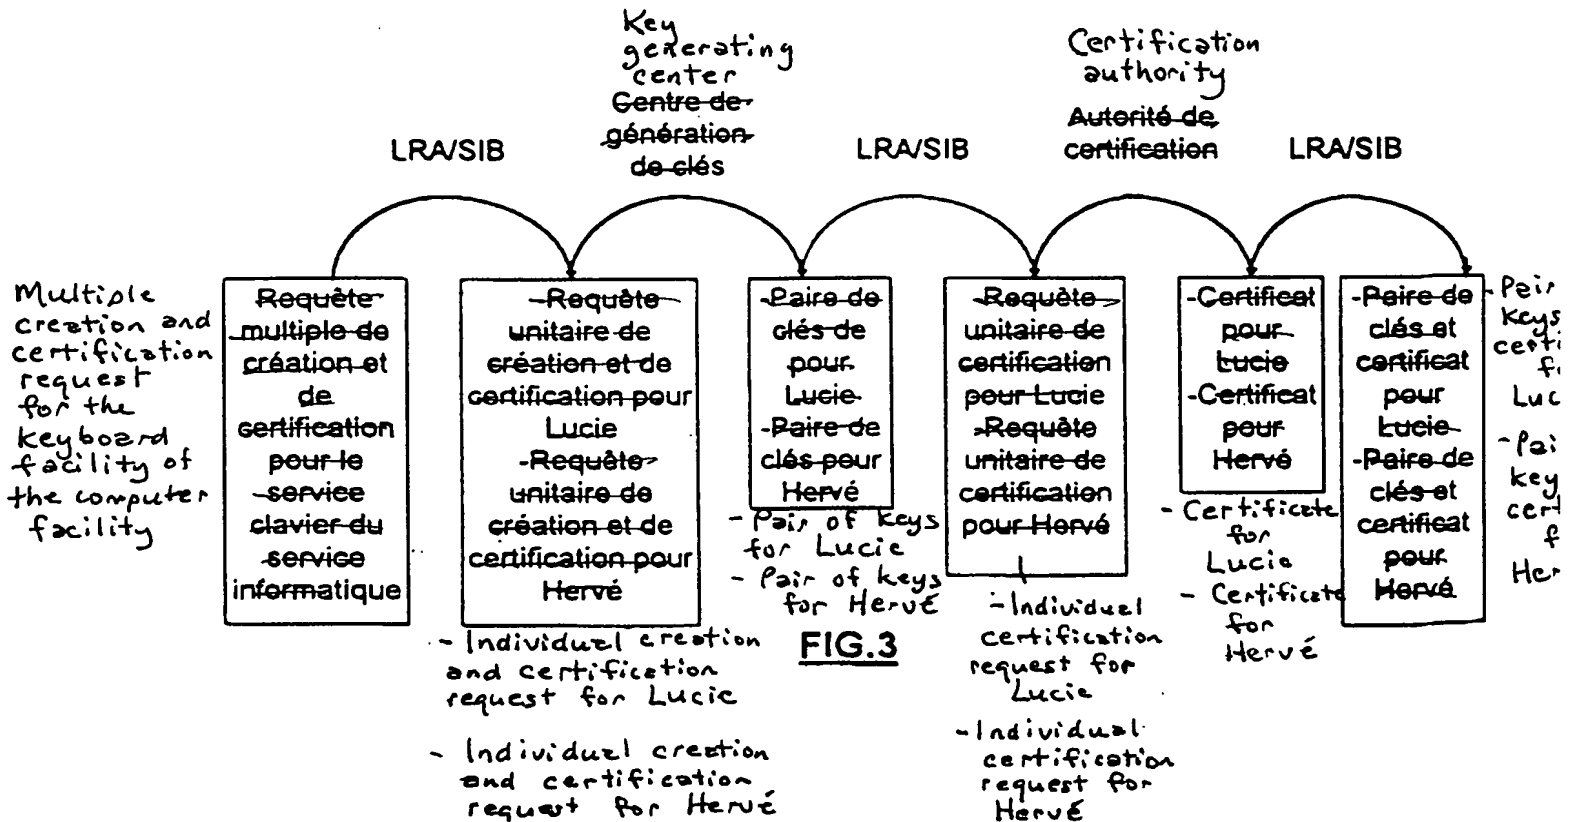 Key
generating
center
Centre de
génération
de clés
Certification
authority
Autorité de
certification
LRA/SIB
LRA/SIB
LRA/SIB
Multiple
creation and
certification
request
for the
keyboard
facility of
the computer
facility
Requête
multiple de
création et
de
certification
pour le
service
clavier du
service
informatique
-Requête
unitaire de
création et de
certification pour
Lucie
-Requête
unitaire de
création et de
certification pour
Hervé
- Individual creation
and certification
request for Lucie
- Individual creation
and certification
request for Hervé
-Paire de
clés de
pour
Lucie
-Paire de
clés pour
Hervé
- Pair of keys
for Lucie
- Pair of keys
for Hervé
-Requête
unitaire de
certification
pour Lucie
-Requête
unitaire de
certification
pour Hervé
- Individual
certification
request for
Lucie
- Individual
certification
request for
Hervé
-Certificat
pour
Lucie
-Certificat
pour
Hervé
- Certificate
for
Lucie
- Certificate
for
Hervé
-Paire de
clés et
certificat
pour
Lucie
-Paire de
clés et
certificat
pour
Hervé
- Pair
keys
FIG.3